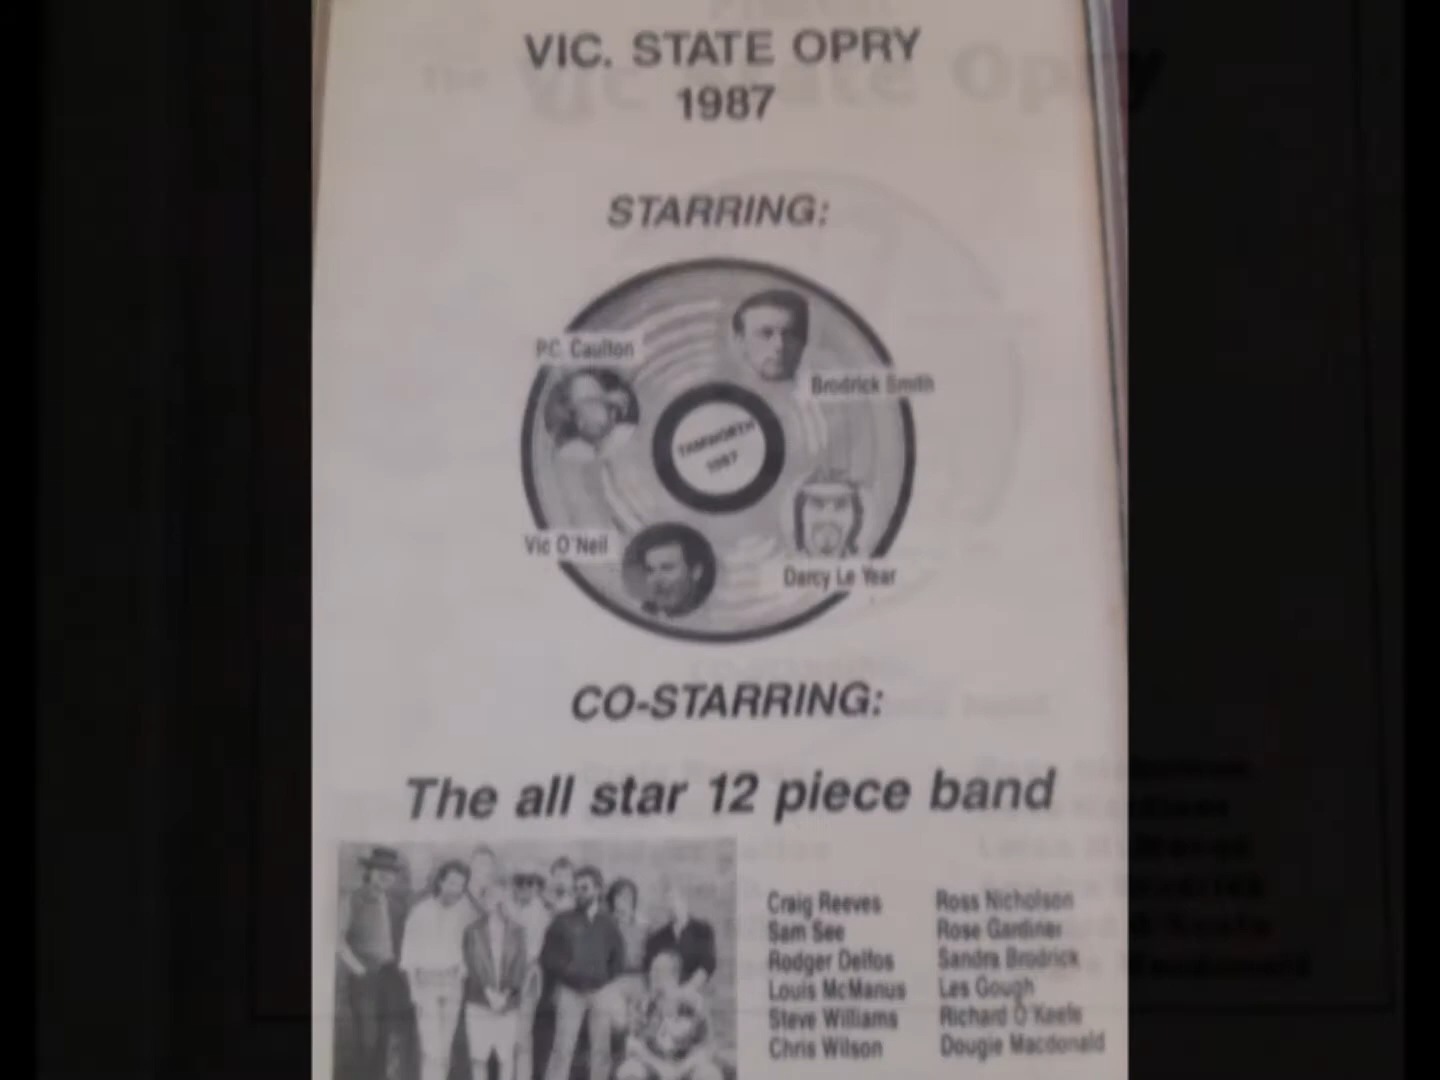 VIC. STATE OPRY
1987
STARRING:
P.C. Caulton
Brodrick Smith
TAMWORTH
1987
Vic O'Neil
Darcy Le Year
CO-STARRING:
The all star 12 piece band
Craig Reeves
Ross Nicholson
Sam See
Rose Gardiner
Rodger Delfos
Sandra Brodrick
Louis McManus
Les Gough
Steve Williams
Richard O'Keefe
Chris Wilson
Dougie Macdonald